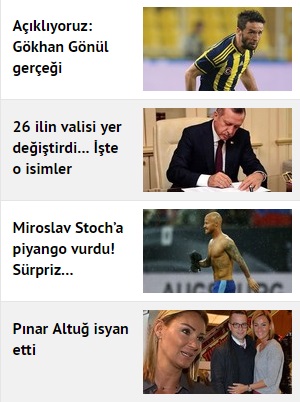 Açıklıyoruz:
Gökhan Gönül
gerçeği
26 ilin valisi yer
değiştirdi... İşte
o isimler
Miroslav Stoch’a
piyango vurdu!
Sürpriz...
AUGSBURG
Pınar Altuğ isyan
etti